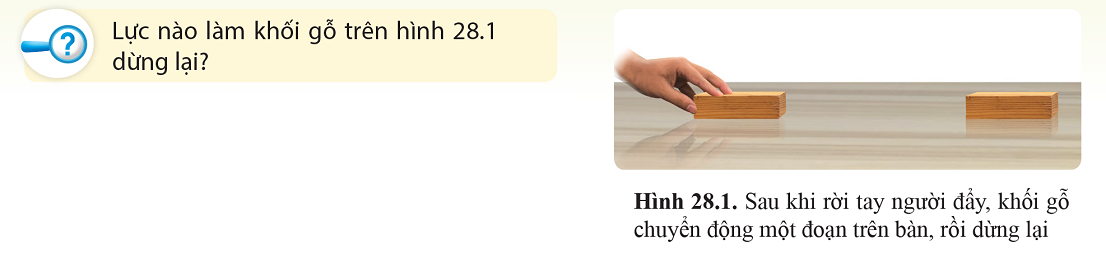 Lực nào làm khối gỗ trên hình 28.1
dừng lại?
Hình 28.1. Sau khi rời tay người đẩy, khối gỗ
chuyển động một đoạn trên bàn, rồi dừng lại